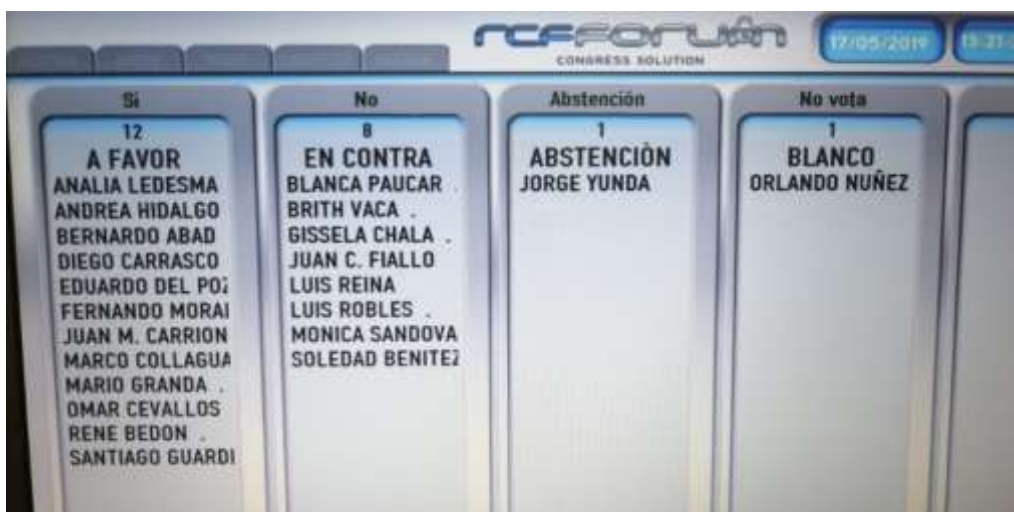 RCF FORUM
CONGRESS SOLUTION
17/05/2019
Si
12
A FAVOR
ANALIA LEDESMA
ANDREA HIDALGO
BERNARDO ABAD
DIEGO CARRASCO
EDUARDO DEL POZ
FERNANDO MORAI
JUAN M. CARRION
MARCO COLLAGUA
MARIO GRANDA .
OMAR CEVALLOS
RENE BEDON .
SANTIAGO GUARDI
No
8
EN CONTRA
BLANCA PAUCAR .
BRITH VACA .
GISSELA CHALA .
JUAN C. FIALLO
LUIS REINA
LUIS ROBLES .
MONICA SANDOVA
SOLEDAD BENITEZ
Abstención
1
ABSTENCIÒN
JORGE YUNDA
No vota
1
BLANCO
ORLANDO NUÑEZ